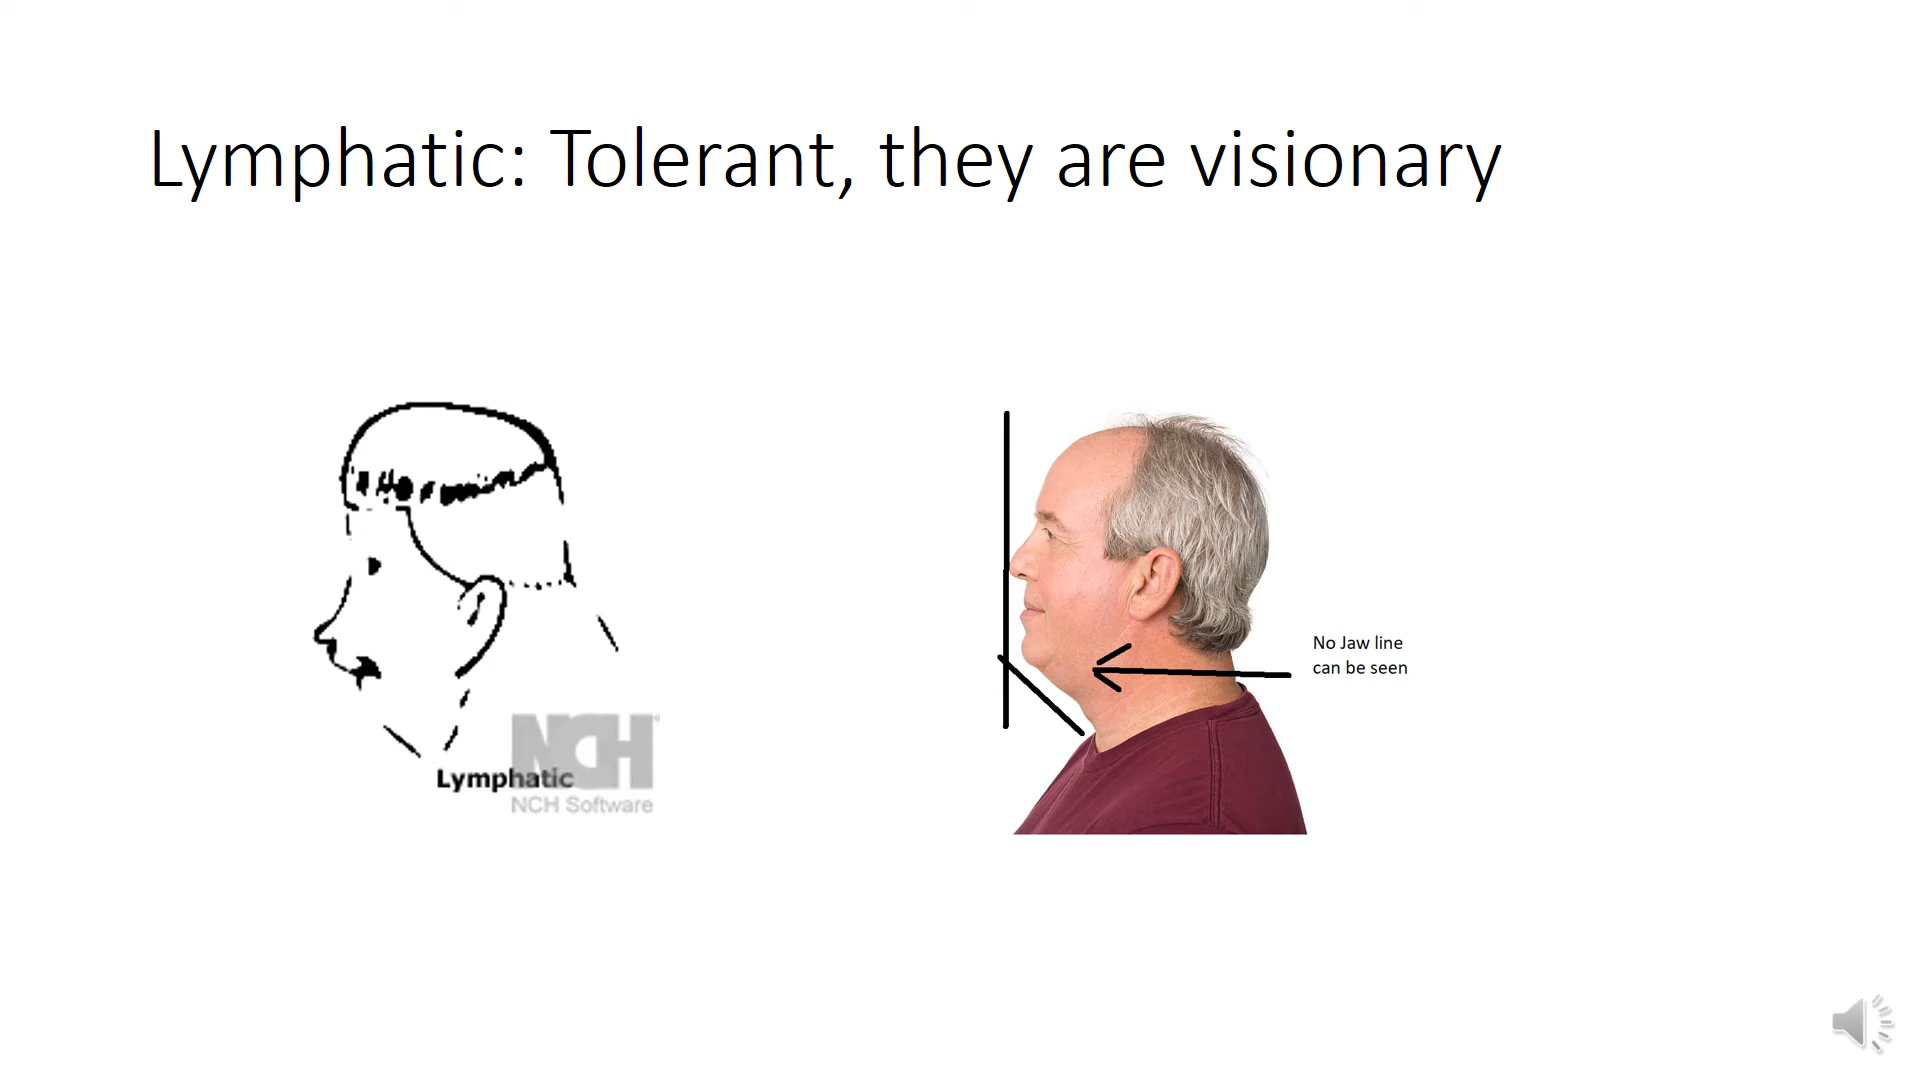 Lymphatic: Tolerant, they are visionary
No Jaw line
can be seen
Lymphatic
NCH
NCH Software